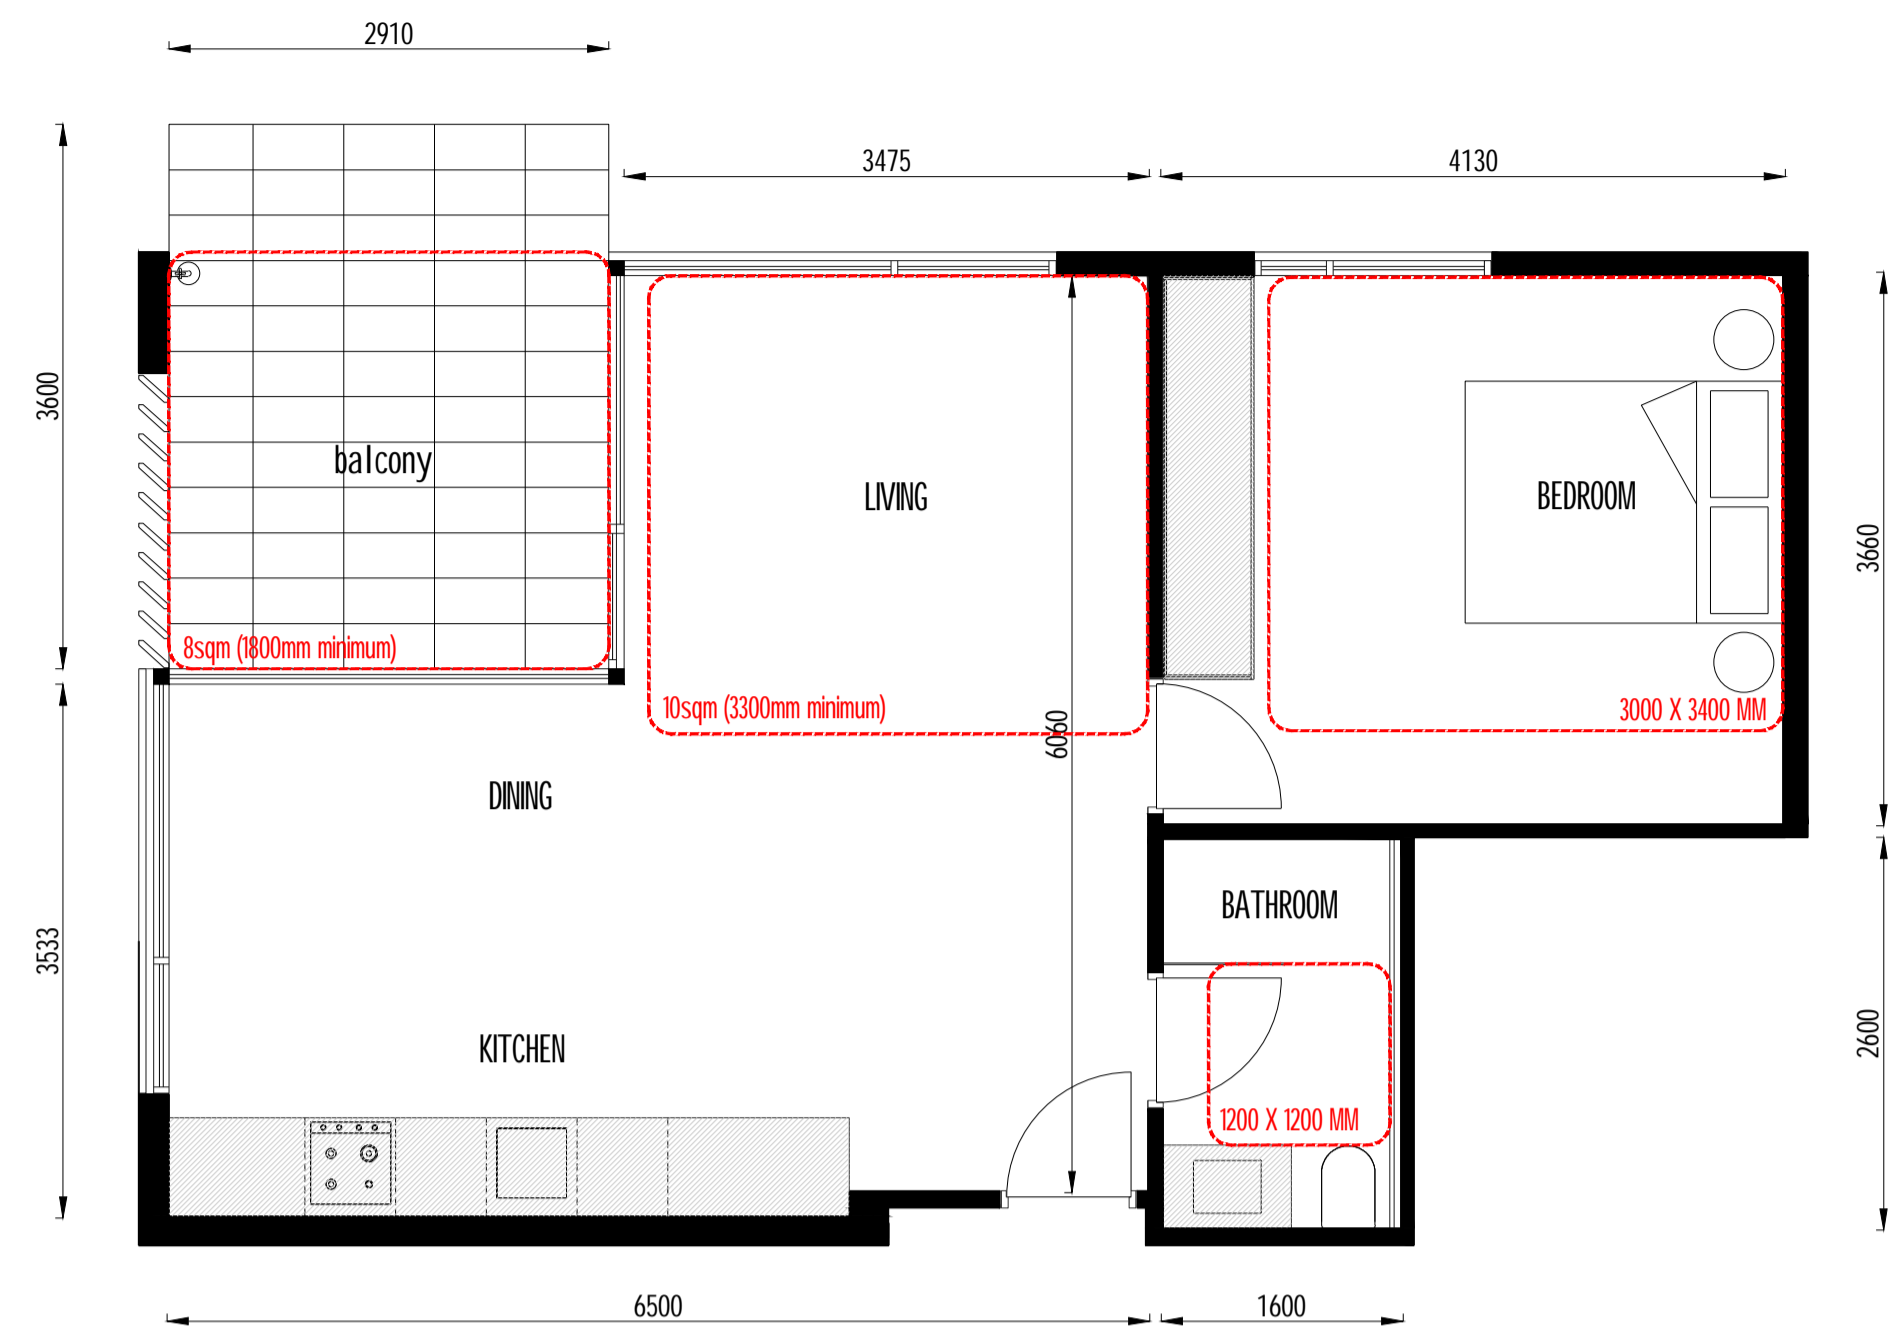 2910
3475
4130
3600
balcony
LIVING
BEDROOM
3660
8sqm (1800mm minimum)
10sqm (3300mm minimum)
3000 X 3400 MM
6060
DINING
BATHROOM
3533
KITCHEN
2600
1200 X 1200 MM
6500
1600